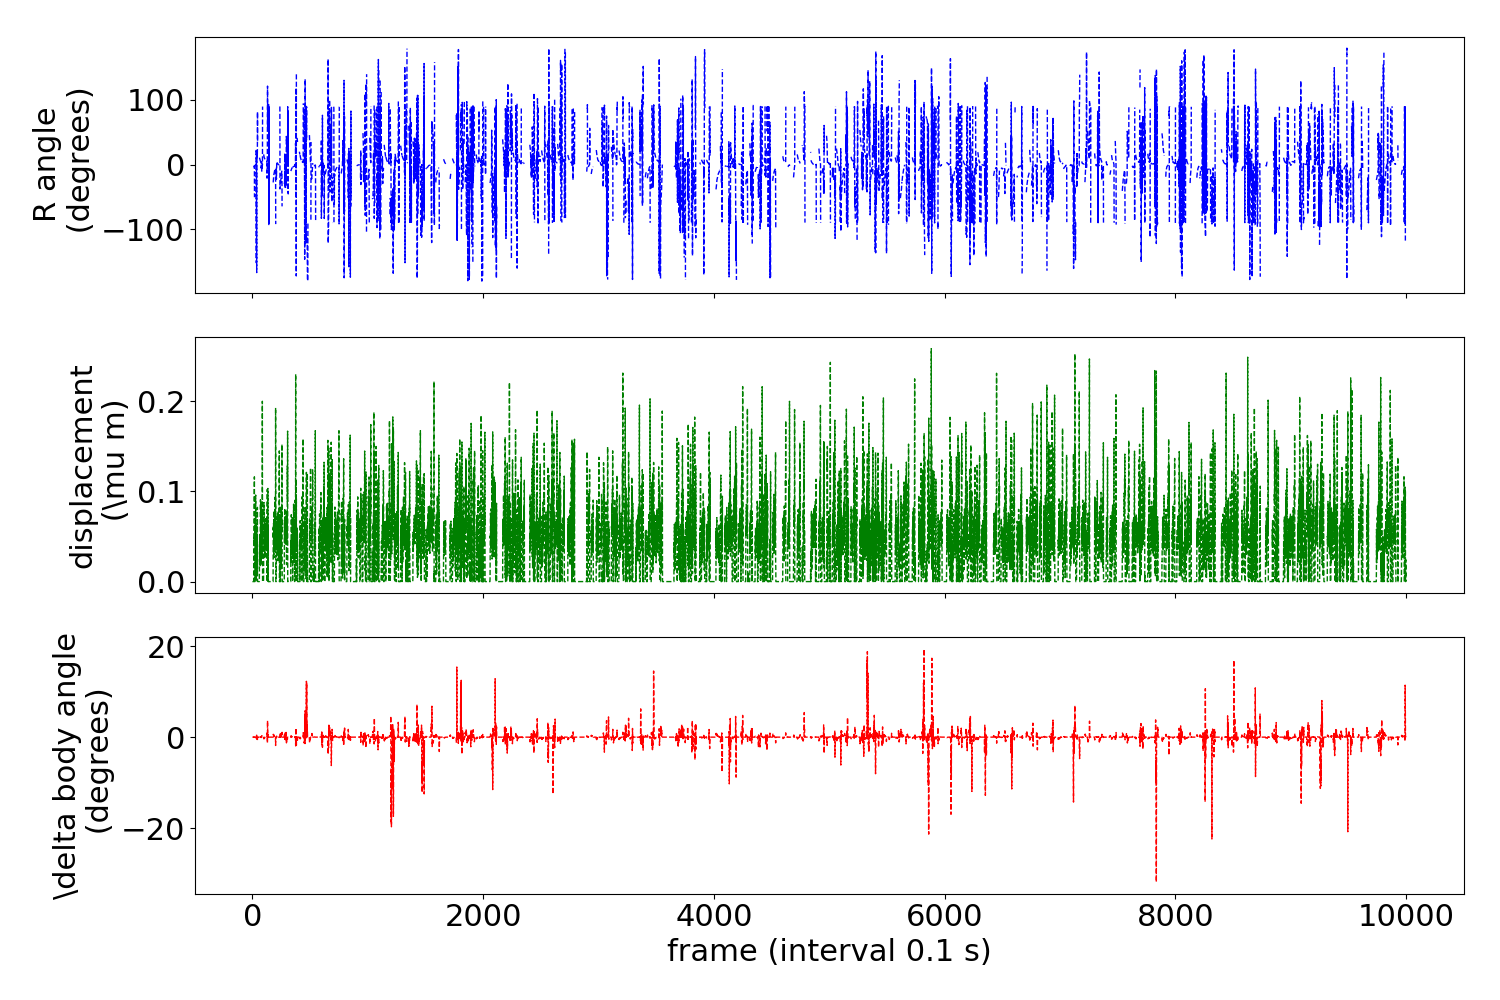 R angle
(degrees)
100
0
−100
displacement
(\mu m)
0.2
0.1
0.0
\delta body angle
(degrees)
20
0
−20
0 2000 4000 6000 8000 10000
frame (interval 0.1 s)